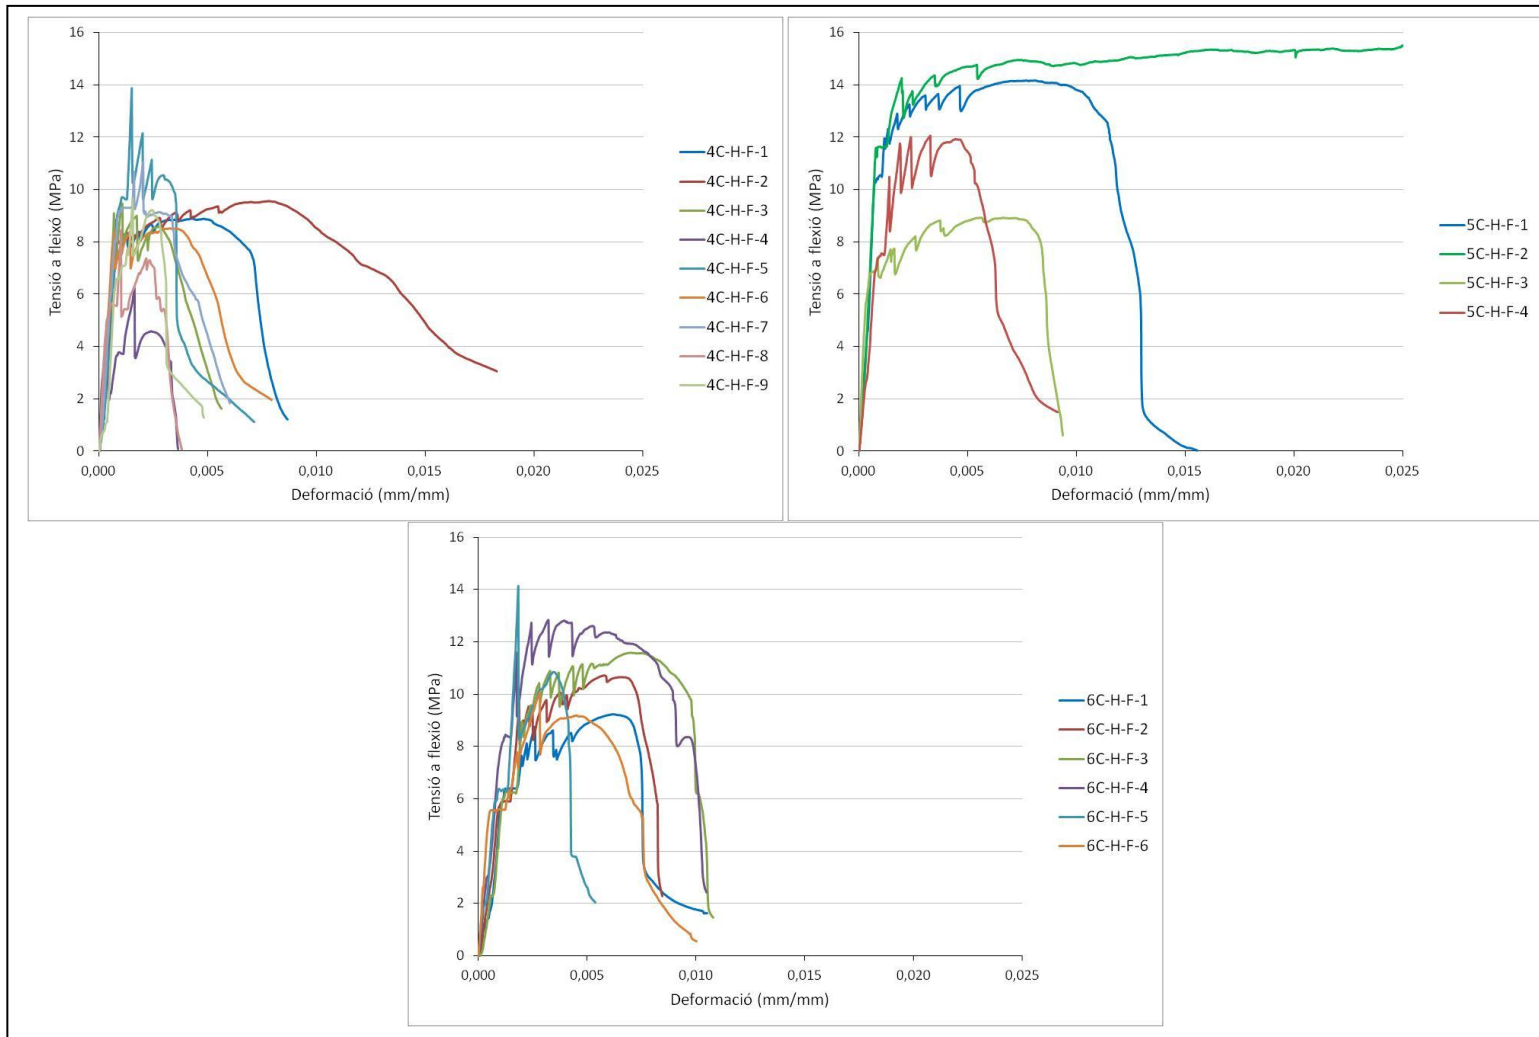 16
14
12
10
8
6
4
2
0
Tensió a fleixó (MPa)
0,000
0,005
0,010
0,015
0,020
0,025
Deformació (mm/mm)
4C-H-F-1
4C-H-F-2
4C-H-F-3
4C-H-F-4
4C-H-F-5
4C-H-F-6
4C-H-F-7
4C-H-F-8
4C-H-F-9
16
14
12
10
8
6
4
2
0
Tensió a flexió (MPa)
0,000
0,005
0,010
0,015
0,020
0,025
Deformació (mm/mm)
5C-H-F-1
5C-H-F-2
5C-H-F-3
5C-H-F-4
16
14
12
10
8
6
4
2
0
Tensió a flexió (MPa)
0,000
0,005
0,010
0,015
0,020
0,025
Deformació (mm/mm)
6C-H-F-1
6C-H-F-2
6C-H-F-3
6C-H-F-4
6C-H-F-5
6C-H-F-6